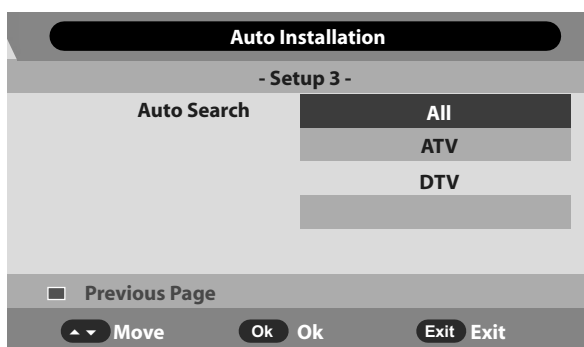 Auto Installation
- Setup 3 -
Auto Search All
ATV
DTV
Previous Page
Move Ok Ok Exit Exit